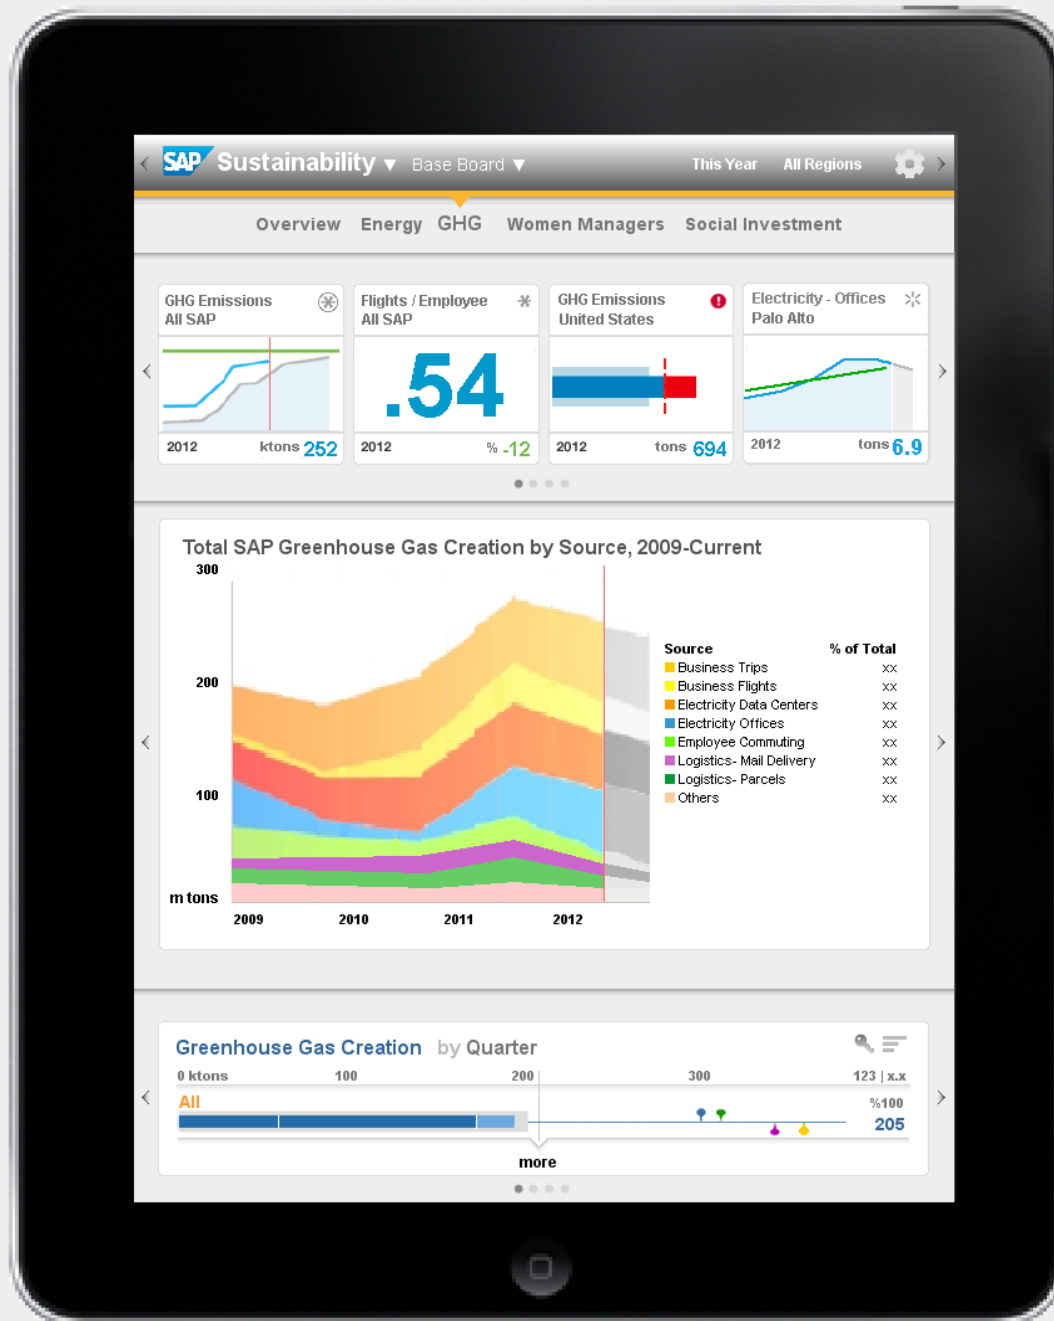 SAP Sustainability Base Board This Year All Regions
Overview Energy GHG Women Managers Social Investment
GHG Emissions
All SAP
2012 ktons 252
Flights / Employee
All SAP
.54
2012 % -12
GHG Emissions
United States
2012 tons 694
Electricity - Offices
Palo Alto
2012 tons 6.9
Total SAP Greenhouse Gas Creation by Source, 2009-Current
300
200
100
m tons
2009 2010 2011 2012
Source % of Total
Business Trips xx
Business Flights xx
Electricity Data Centers xx
Electricity Offices xx
Employee Commuting xx
Logistics- Mail Delivery xx
Logistics- Parcels xx
Others xx
Greenhouse Gas Creation by Quarter
0 ktons 100 200 300 123 | x.x
All %100
205
more